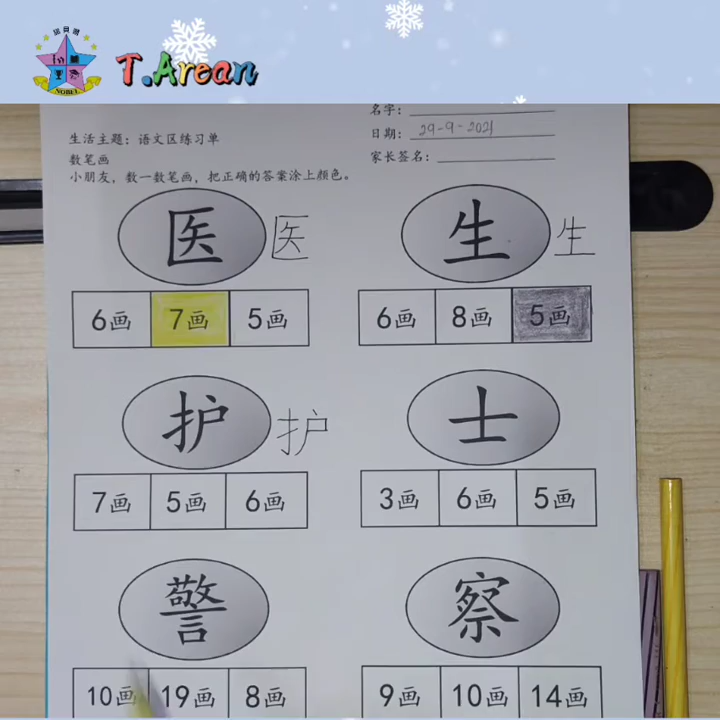 诺贝尔
NOBEL
T.Arean
名字:
生活主题: 语文区练习单
日期: 29-9-2021
数笔画
家长签名:
小朋友, 数一数笔画, 把正确的答案涂上颜色。
医 医
生 生
6画 7画 5画
6画 8画 5画
护 护
士
7画 5画 6画
3画 6画 5画
警
察
10画 19画 8画
9画 10画 14画